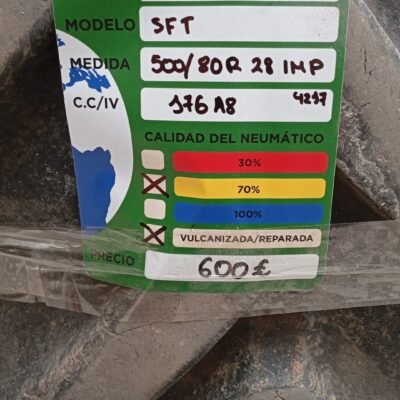 MODELO SFT
MEDIDA 500/80R 28 IMP
C.C/IV 176 A8 4217
CALIDAD DEL NEUMÁTICO
30%
70%
100%
VULCANIZADA/REPARADA
PRECIO 600€